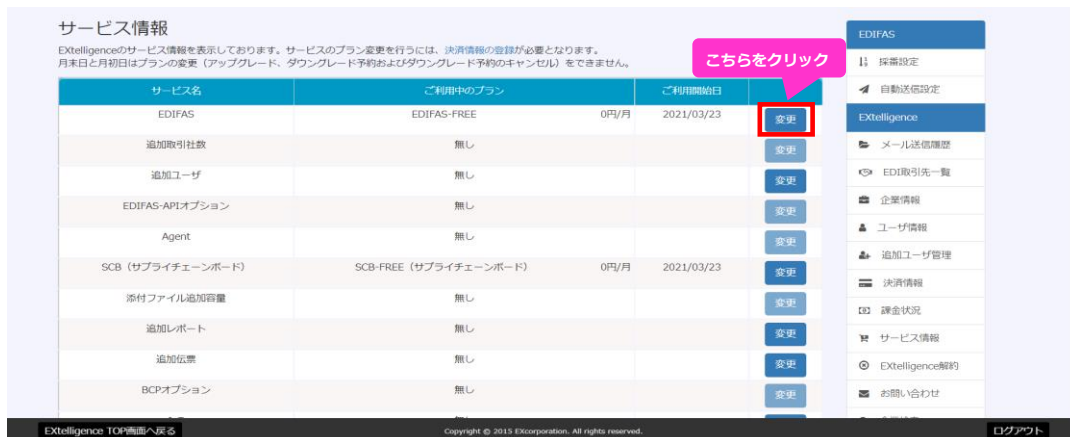 サービス情報
EXtelligenceのサービス情報を表示しております。サービスのプラン変更を行うには、決済情報の登録が必要となります。
月末日と月初日はプランの変更（アップグレード、ダウングレード予約およびダウングレード予約のキャンセル）をできません。
こちらをクリック
サービス名 ご利用中のプラン ご利用開始日
EDIFAS EDIFAS-FREE 0円/月 2021/03/23 変更
追加取引社数 無し 変更
追加ユーザ 無し 変更
EDIFAS-APIオプション 無し 変更
Agent 無し 変更
SCB（サプライチェーンボード） SCB-FREE（サプライチェーンボード） 0円/月 2021/03/23 変更
添付ファイル追加容量 無し 変更
追加レポート 無し 変更
追加伝票 無し 変更
BCPオプション 無し 変更
EDIFAS
採番設定
自動送信設定
EXtelligence
メール送信履歴
EDI取引先一覧
企業情報
ユーザ情報
追加ユーザ管理
決済情報
課金状況
サービス情報
EXtelligence解約
お問い合わせ
EXtelligence TOP画面へ戻る Copyright © 2015 EXcorporation. All rights reserved. ログアウト